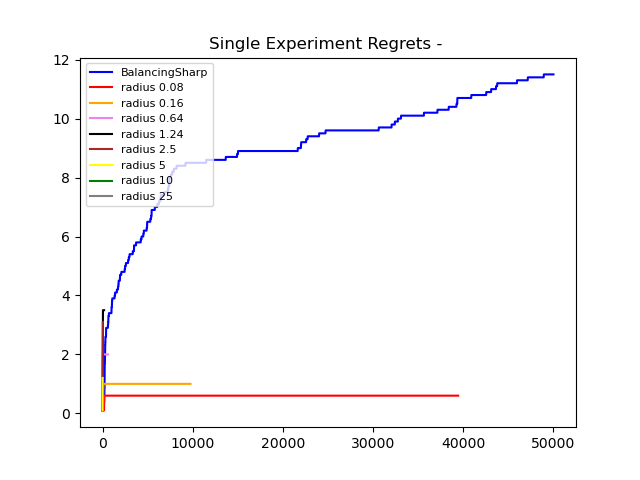 Single Experiment Regrets -
12
10
8
6
4
2
0
BalancingSharp
radius 0.08
radius 0.16
radius 0.64
radius 1.24
radius 2.5
radius 5
radius 10
radius 25
0 10000 20000 30000 40000 50000